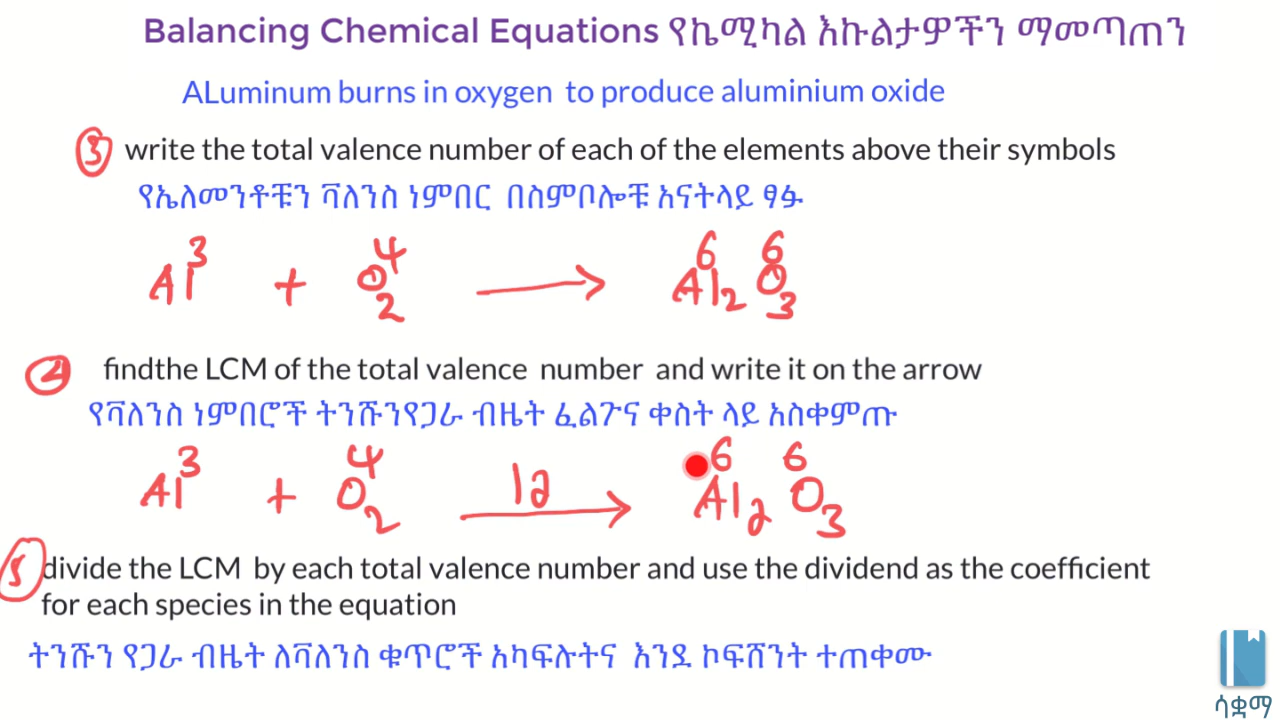 Balancing Chemical Equations የኬሚካል እኩልታዎችን ማመጣጠን
ALuminum burns in oxygen to produce aluminium oxide
3 write the total valence number of each of the elements above their symbols
የኤለመንቶቹን ቫለንስ ነምበር በስምቦሎቹ አናትላይ ፃፉ
Al³ + O₂⁴ → Al₂⁶ O₃⁶
4 findthe LCM of the total valence number and write it on the arrow
የቫለንስ ነምበሮች ትንሹንየጋራ ብዜት ፈልጉና ቀስት ላይ አስቀምጡ
Al³ + O₂⁴ 12 → Al₂⁶ O₃⁶
5 divide the LCM by each total valence number and use the dividend as the coefficient
for each species in the equation
ትንሹን የጋራ ብዜት ለቫለንስ ቁጥሮች አካፍሉትና እንደ ኮፍሸንት ተጠቀሙ
ሳቋማ